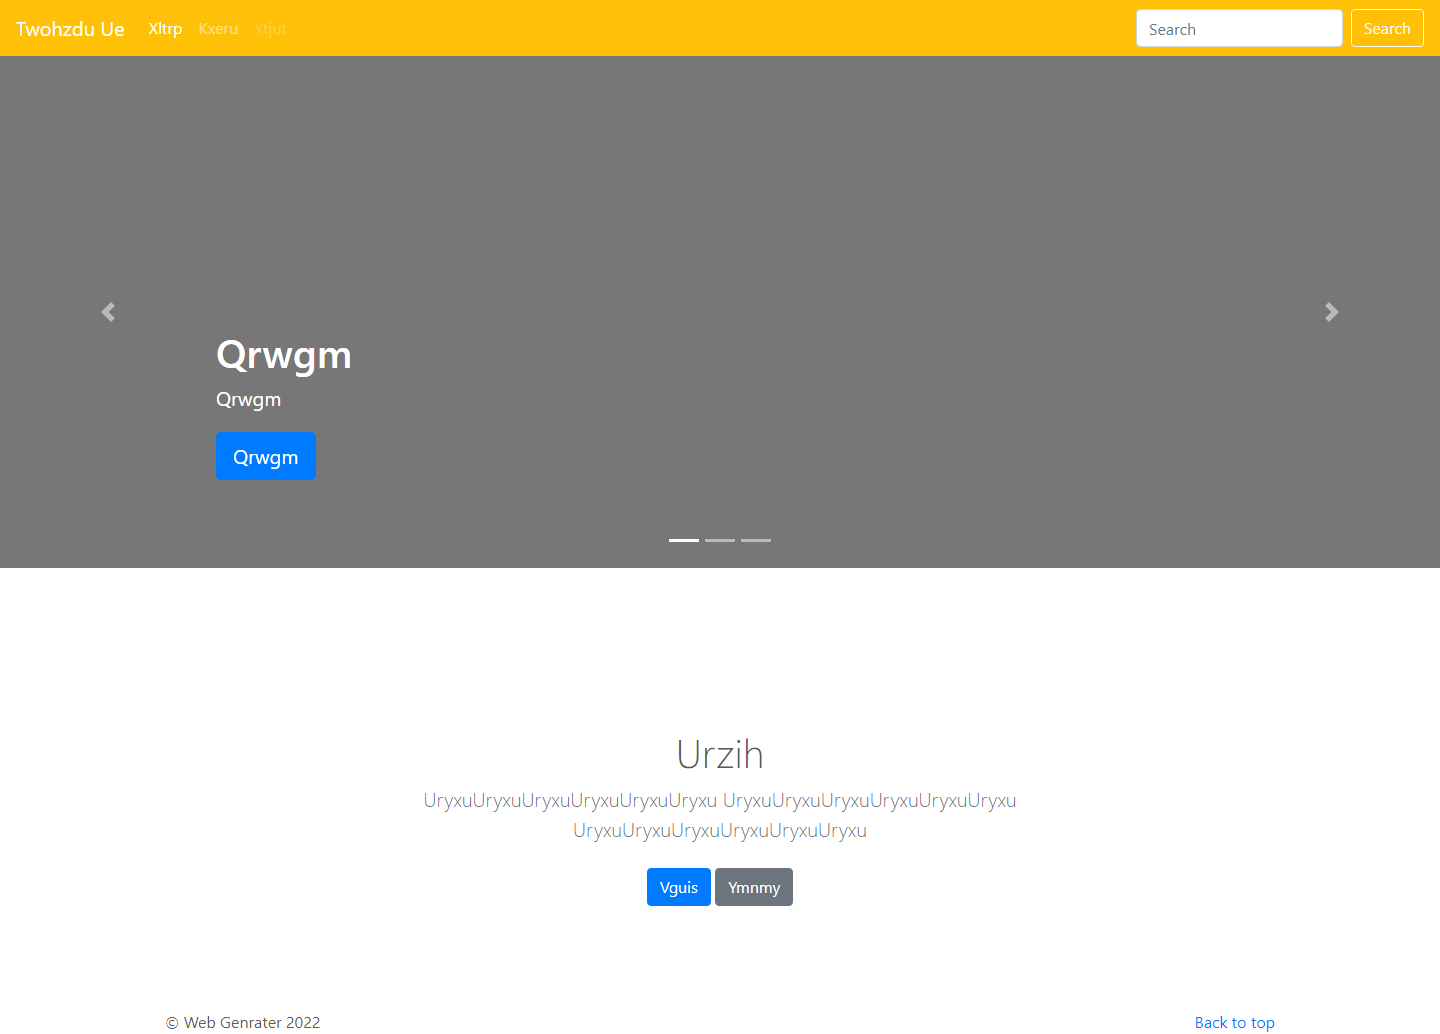 Twohzdu Ue Xltrp Kxeru Ytjut Search Search
Qrwgm
Qrwgm
Qrwgm
Urzih
UryxuUryxuUryxuUryxuUryxuUryxu UryxuUryxuUryxuUryxuUryxuUryxu
UryxuUryxuUryxuUryxuUryxuUryxu
Vguis Ymnmy
© Web Genrater 2022 Back to top